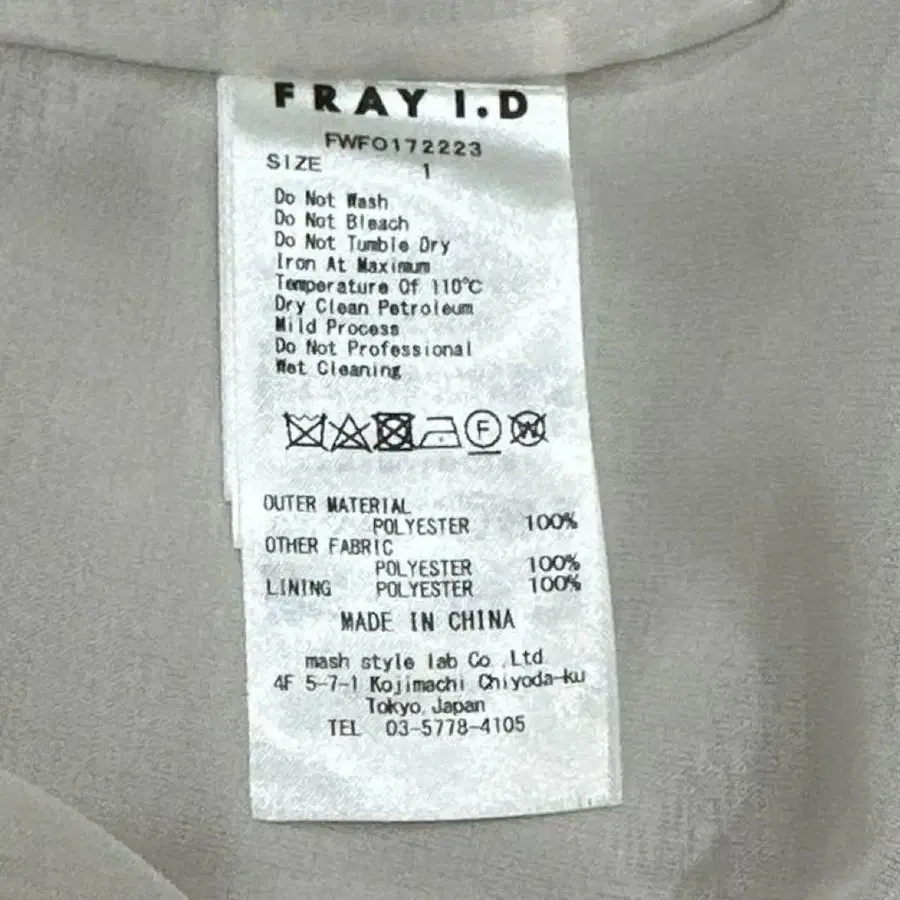 FRAY I.D
FWFO172223
SIZE 1
Do Not Wash
Do Not Bleach
Do Not Tumble Dry
Iron At Maximum
Temperature Of 110℃
Dry Clean Petroleum
Mild Process
Do Not Professional
Wet Cleaning
F W
OUTER MATERIAL
POLYESTER 100%
OTHER FABRIC
POLYESTER 100%
LINING POLYESTER 100%
MADE IN CHINA
mash style lab Co.,Ltd.
4F 5-7-1 Kojimachi Chiyoda-ku
Tokyo,Japan
TEL 03-5778-4105